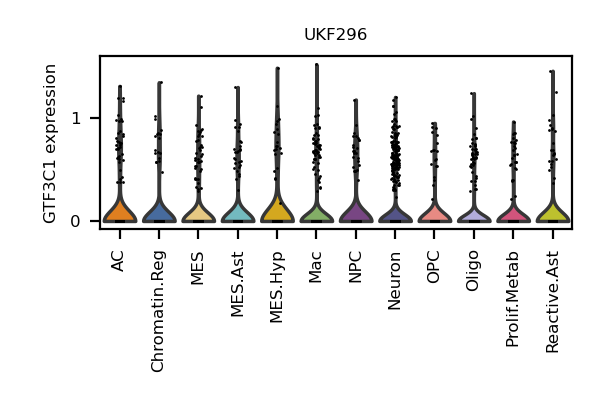 UKF296
GTF3C1 expression
1
0
AC
Chromatin.Reg
MES
MES.Ast
MES.Hyp
Mac
NPC
Neuron
OPC
Oligo
Prolif.Metab
Reactive.Ast